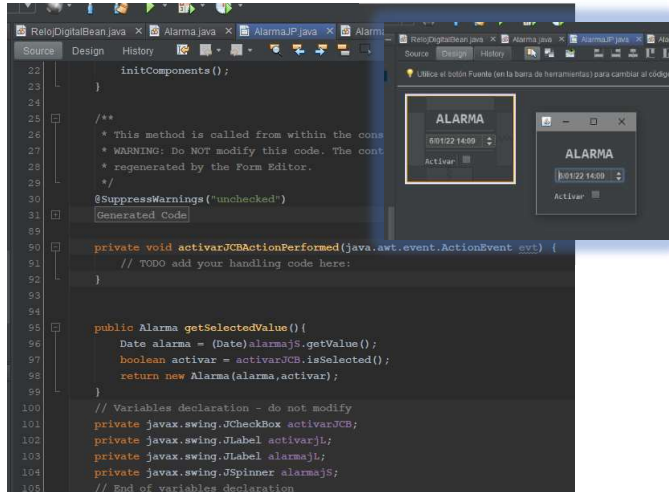 RelojDigitalBean.java × Alarma.java × AlarmaJP.java × Alarm
Source Design History
22 initComponents();
23 }
24
25 /**
26 * This method is called from within the cons
27 * WARNING: Do NOT modify this code. The cont
28 * regenerated by the Form Editor.
29 */
30 @SuppressWarnings("unchecked")
31 Generated Code
89
90 private void activarJCBActionPerformed(java.awt.event.ActionEvent evt) {
91 // TODO add your handling code here:
92 }
93
94
95 public Alarma getSelectedValue(){
96 Date alarma = (Date)alarmajS.getValue();
97 boolean activar = activarJCB.isSelected();
98 return new Alarma(alarma,activar);
99 }
100 // Variables declaration - do not modify
101 private javax.swing.JCheckBox activarJCB;
102 private javax.swing.JLabel activarjL;
103 private javax.swing.JLabel alarmajL;
104 private javax.swing.JSpinner alarmajS;
105 // End of variables declaration
RelojDigitalBean.java × Alarma.java × AlarmaJP.java × Ala
Source Design History
Utilice el botón Fuente (en la barra de herramientas) para cambiar al código
ALARMA
6/01/22 14:09
Activar
ALARMA
6/01/22 14:09
Activar